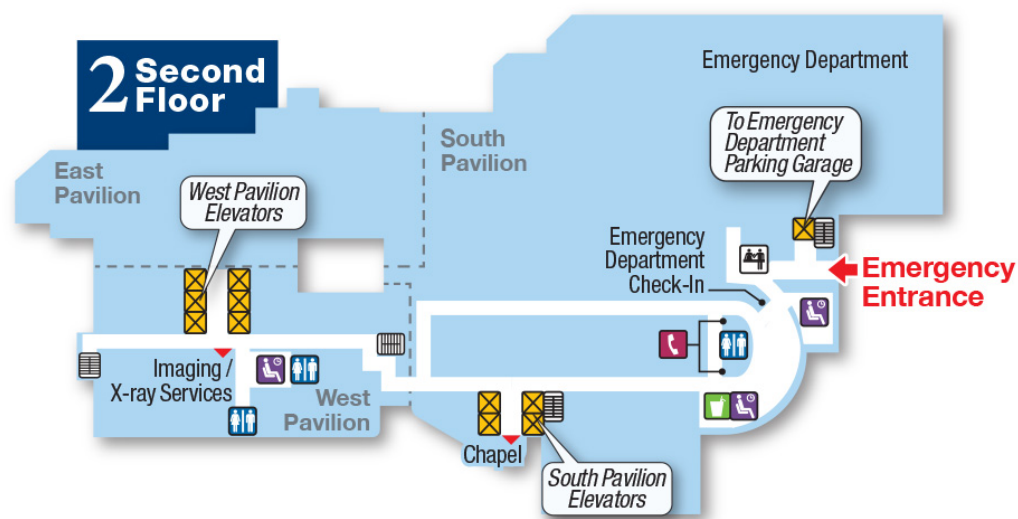 2 Second
Floor
Emergency Department
To Emergency
Department
Parking Garage
South
Pavilion
East
Pavilion
West Pavilion
Elevators
Emergency
Department
Check-In
Emergency
Entrance
Imaging /
X-ray Services
West
Pavilion
Chapel
South Pavilion
Elevators